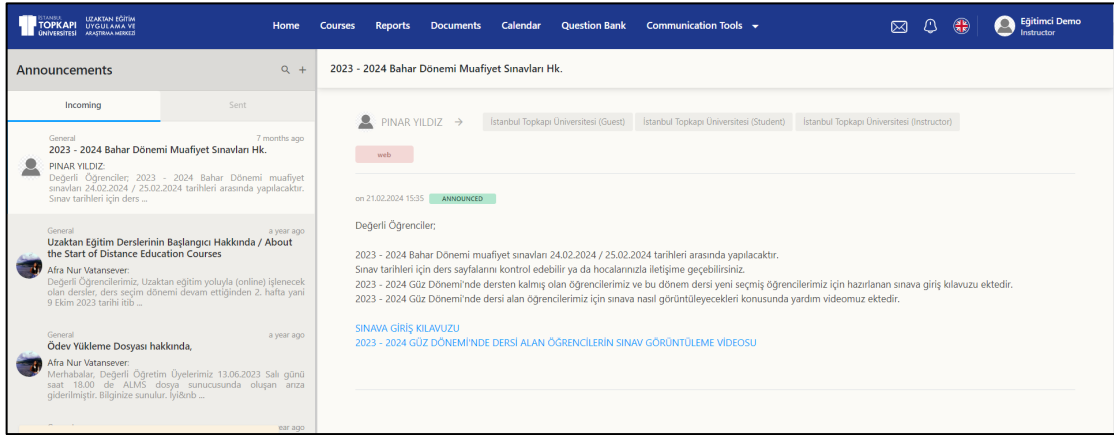 İSTANBUL
TOPKAPI
ÜNİVERSİTESİ
UZAKTAN EĞİTİM
UYGULAMA VE
ARAŞTIRMA MERKEZİ
Home Courses Reports Documents Calendar Question Bank Communication Tools
Eğitimci Demo
Instructor
Announcements
Incoming Sent
General 7 months ago
2023 - 2024 Bahar Dönemi Muafiyet Sınavları Hk.
PINAR YILDIZ:
Değerli Öğrenciler; 2023 - 2024 Bahar Dönemi muafiyet
sınavları 24.02.2024 / 25.02.2024 tarihleri arasında yapılacaktır.
Sınav tarihleri için ders ...
General a year ago
Uzaktan Eğitim Derslerinin Başlangıcı Hakkında / About
the Start of Distance Education Courses
Afra Nur Vatansever:
Değerli Öğrencilerimiz, Uzaktan eğitim yoluyla (online) işlenecek
olan dersler, ders seçim dönemi devam ettiğinden 2. hafta yani
9 Ekim 2023 tarihi itib ...
General a year ago
Ödev Yükleme Dosyası hakkında,
Afra Nur Vatansever:
Merhabalar, Değerli Öğretim Üyelerimiz 13.06.2023 Salı günü
saat 18.00 de ALMS dosya sunucusunda oluşan arıza
giderilmiştir. Bilginize sunulur. İyi&nb ...
ear ago
2023 - 2024 Bahar Dönemi Muafiyet Sınavları Hk.
PINAR YILDIZ → İstanbul Topkapı Üniversitesi (Guest) İstanbul Topkapı Üniversitesi (Student) İstanbul Topkapı Üniversitesi (Instructor)
web
on 21.02.2024 15:35 ANNOUNCED
Değerli Öğrenciler;
2023 - 2024 Bahar Dönemi muafiyet sınavları 24.02.2024 / 25.02.2024 tarihleri arasında yapılacaktır.
Sınav tarihleri için ders sayfalarını kontrol edebilir ya da hocalarınızla iletişime geçebilirsiniz.
2023 - 2024 Güz Dönemi'nde dersten kalmış olan öğrencilerimiz ve bu dönem dersi yeni seçmiş öğrencilerimiz için hazırlanan sınava giriş kılavuzu ektedir.
2023 - 2024 Güz Dönemi'nde dersi alan öğrencilerimiz için sınava nasıl görüntüleyecekleri konusunda yardım videomuz ektedir.
SINAVA GİRİŞ KILAVUZU
2023 - 2024 GÜZ DÖNEMİ'NDE DERSİ ALAN ÖĞRENCİLERİN SINAV GÖRÜNTÜLEME VİDEOSU